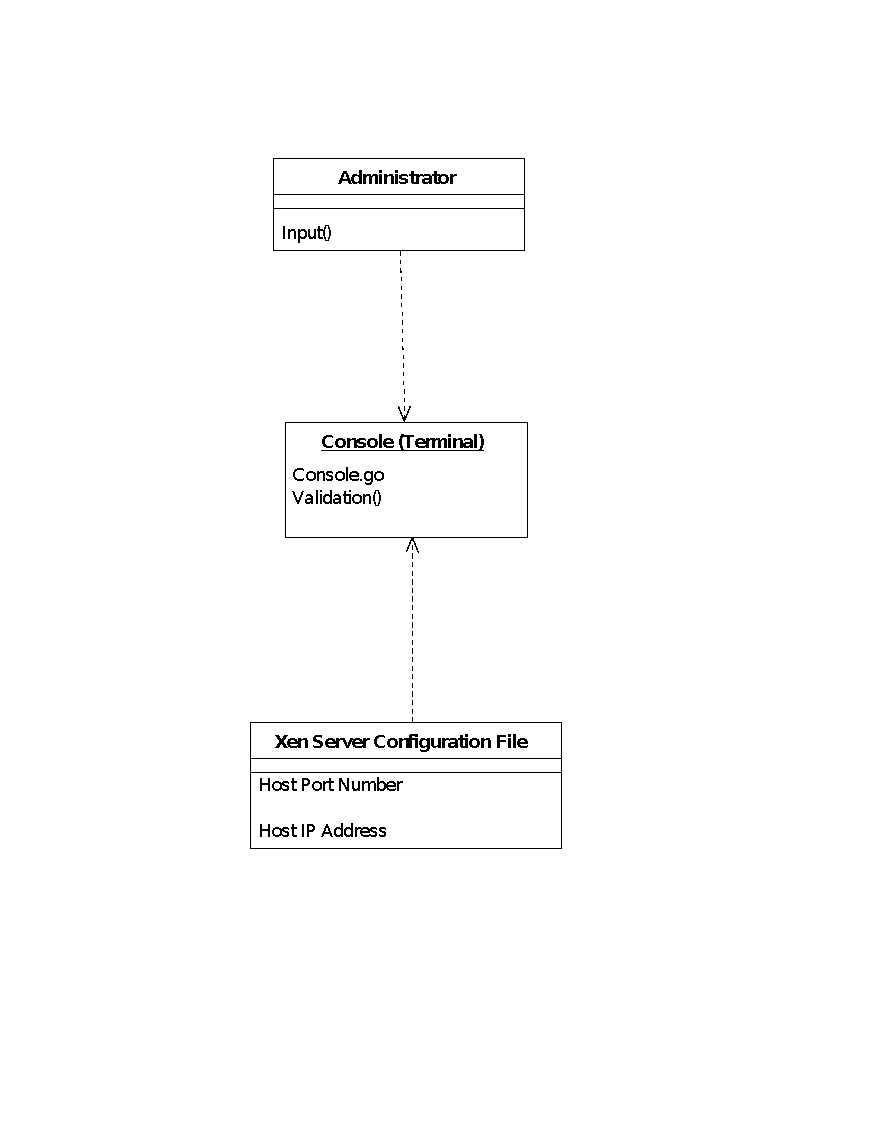 Administrator
Input()
Console (Terminal)
Console.go
Validation()
Xen Server Configuration File
Host Port Number
Host IP Address